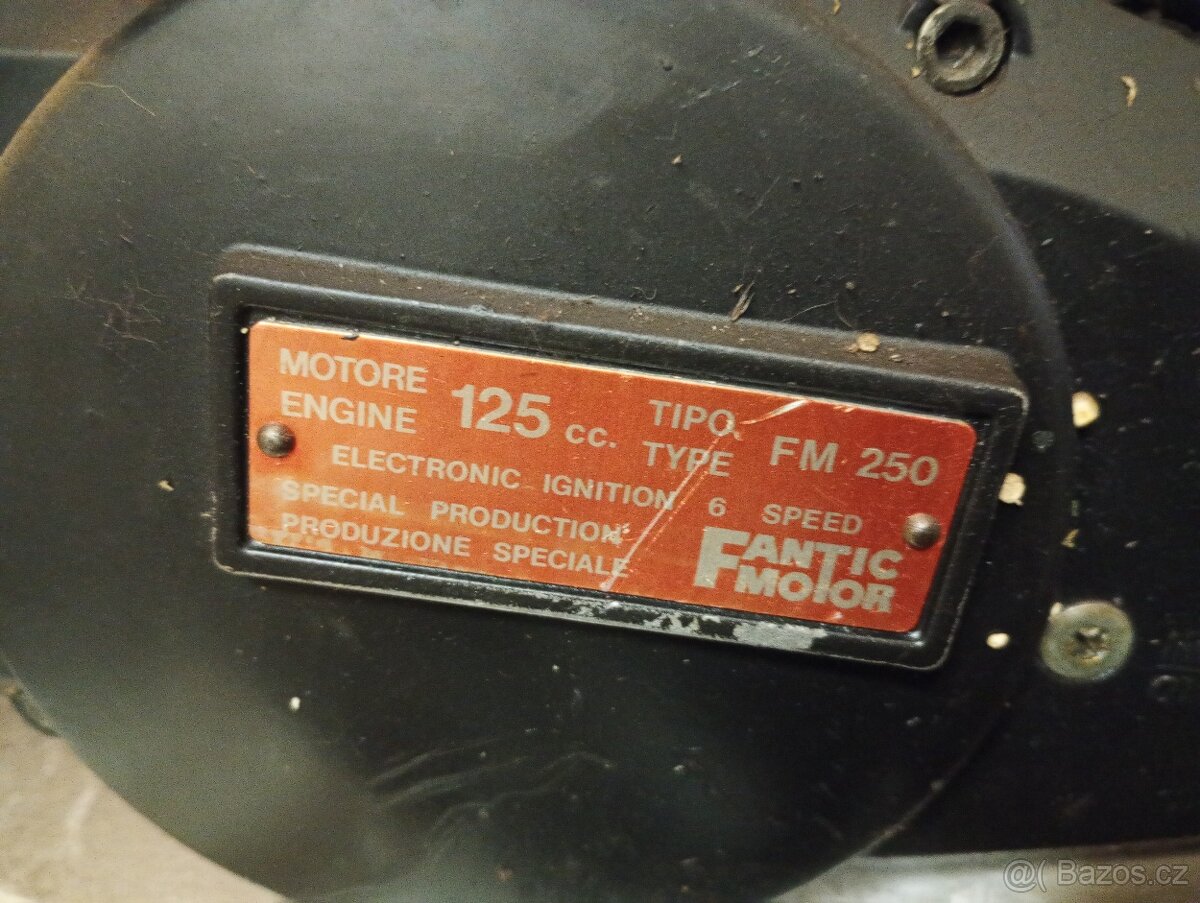 MOTORE
ENGINE 125 cc. TIPO
TYPE FM 250
ELECTRONIC IGNITION 6 SPEED
SPECIAL PRODUCTION
PRODUZIONE SPECIALE
FANTIC
MOTOR
@( Bazos.cz